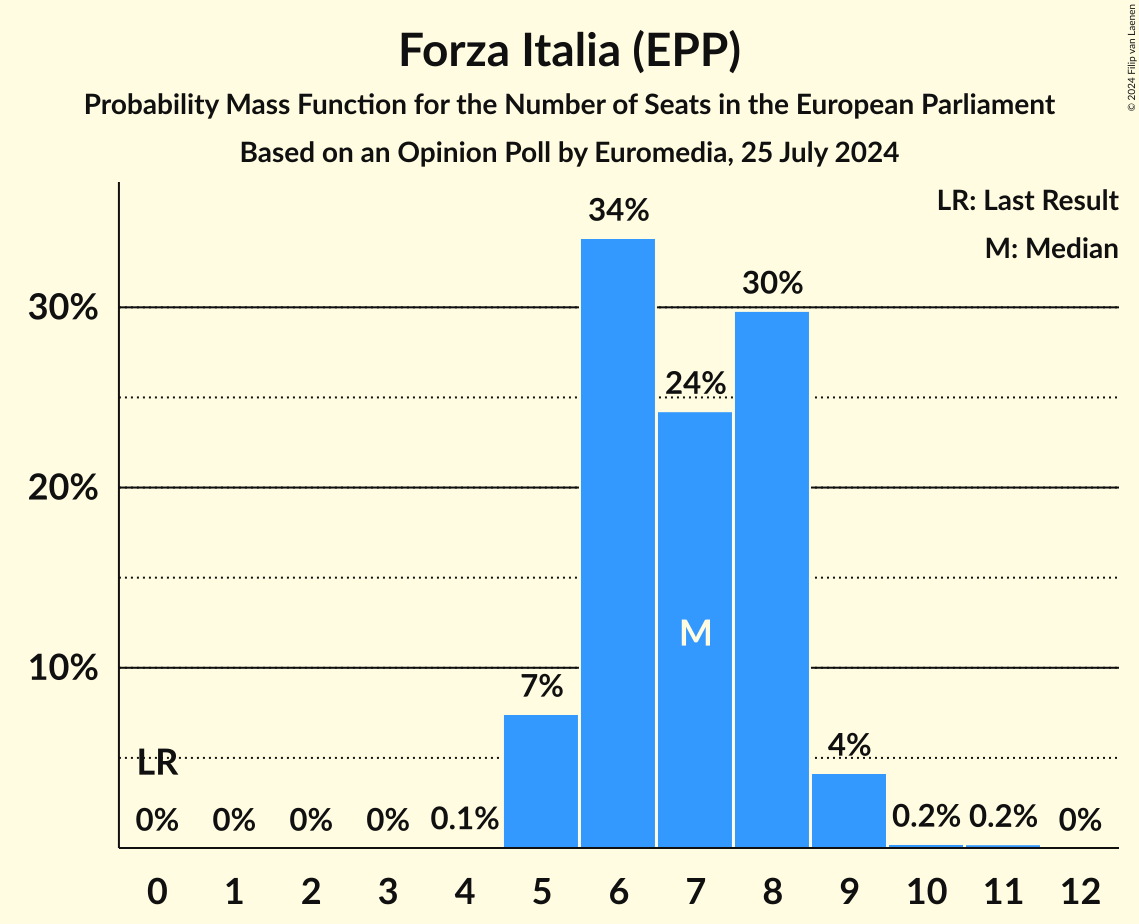 Forza Italia (EPP)
Probability Mass Function for the Number of Seats in the European Parliament
Based on an Opinion Poll by Euromedia, 25 July 2024
© 2024 Filip van Laenen
LR: Last Result
M: Median
34%
30%
30%
24%
20%
M
10%
7%
4%
LR
0% 0% 0% 0% 0.1% 0.2% 0.2% 0%
0 1 2 3 4 5 6 7 8 9 10 11 12